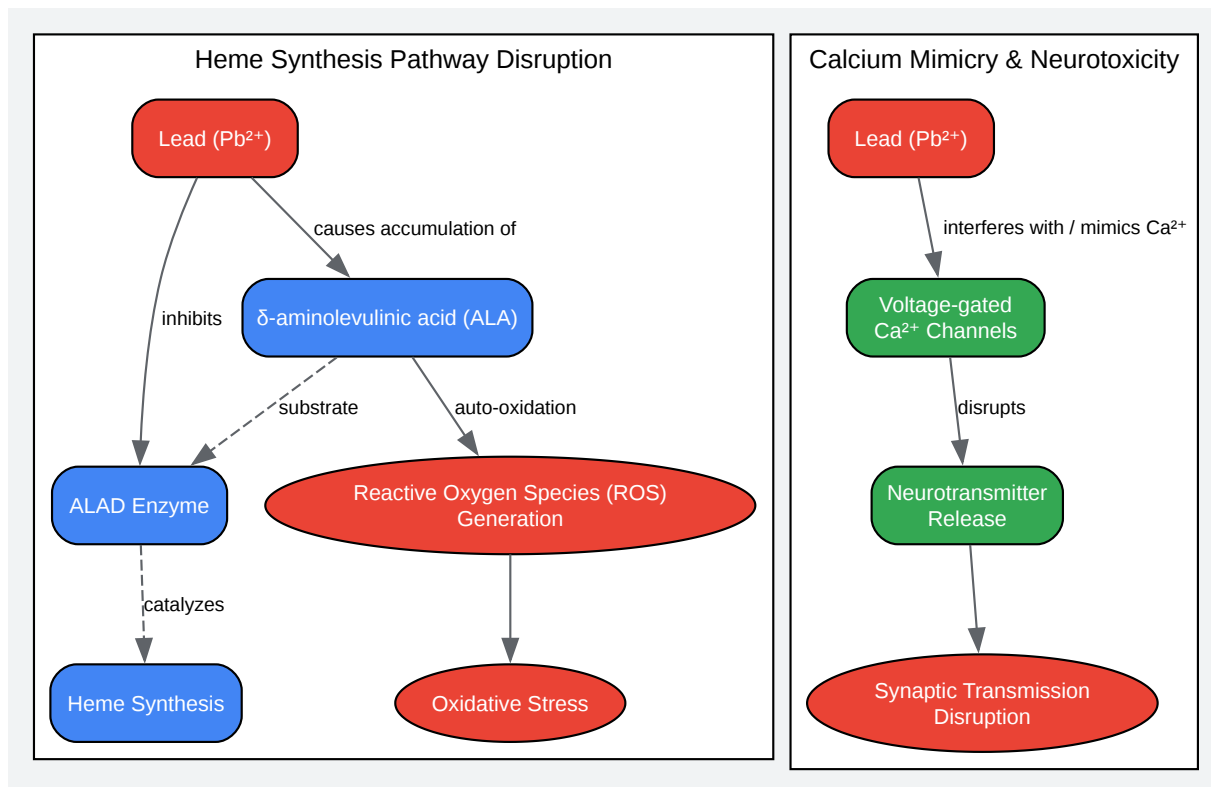 Heme Synthesis Pathway Disruption
Lead (Pb²⁺)
causes accumulation of
inhibits
δ-aminolevulinic acid (ALA)
substrate
auto-oxidation
ALAD Enzyme
Reactive Oxygen Species (ROS)
Generation
catalyzes
Heme Synthesis
Oxidative Stress
Calcium Mimicry & Neurotoxicity
Lead (Pb²⁺)
interferes with / mimics Ca²⁺
Voltage-gated
Ca²⁺ Channels
disrupts
Neurotransmitter
Release
Synaptic Transmission
Disruption